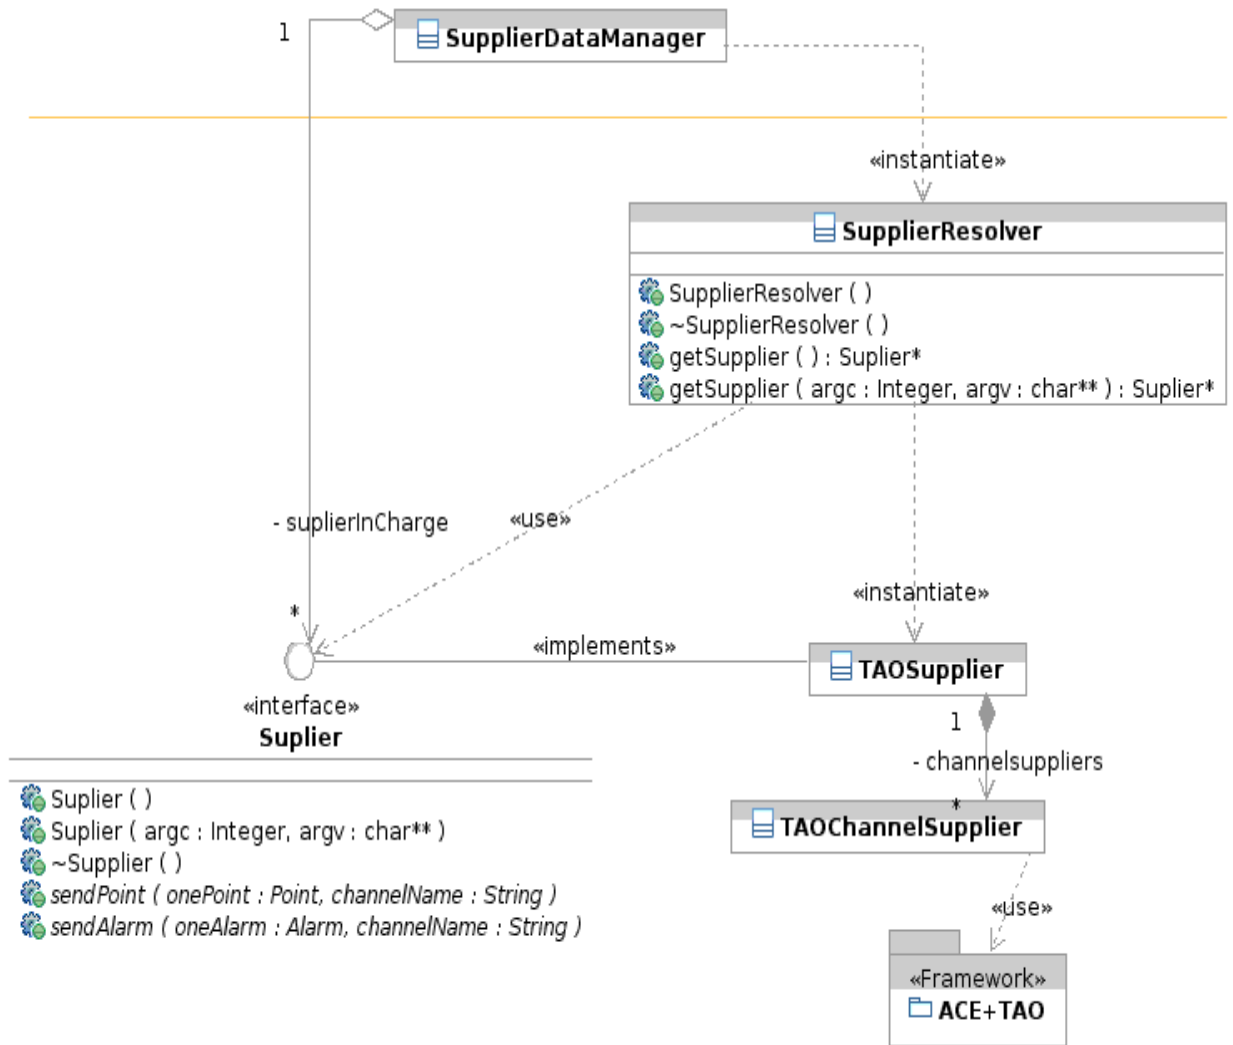 1
SupplierDataManager
«instantiate»
SupplierResolver
SupplierResolver ( )
~SupplierResolver ( )
getSupplier ( ) : Suplier*
getSupplier ( argc : Integer, argv : char** ) : Suplier*
- suplierInCharge
«use»
«instantiate»
*
«implements»
TAOSupplier
«interface»
Suplier
1
- channelsuppliers
Suplier ( )
Suplier ( argc : Integer, argv : char** )
~Supplier ( )
sendPoint ( onePoint : Point, channelName : String )
sendAlarm ( oneAlarm : Alarm, channelName : String )
*
TAOChannelSupplier
«use»
«Framework»
ACE+TAO